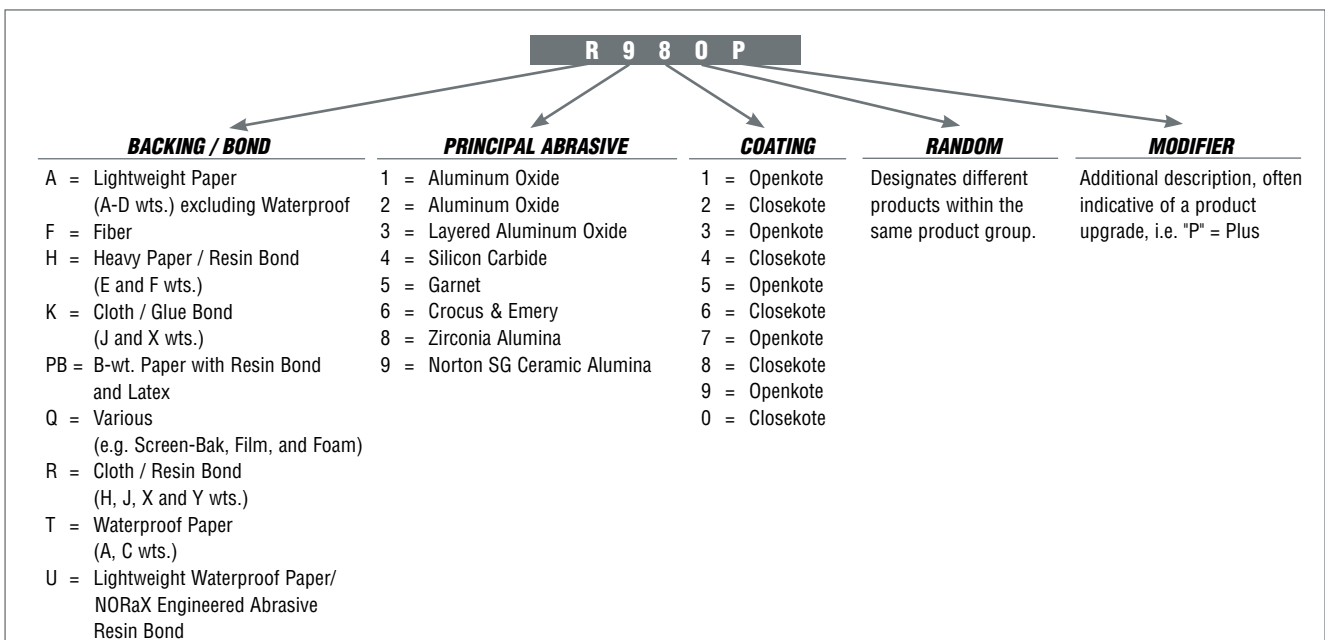 R 9 8 0 P
BACKING / BOND
A = Lightweight Paper
(A-D wts.) excluding Waterproof
F = Fiber
H = Heavy Paper / Resin Bond
(E and F wts.)
K = Cloth / Glue Bond
(J and X wts.)
PB = B-wt. Paper with Resin Bond
and Latex
Q = Various
(e.g. Screen-Bak, Film, and Foam)
R = Cloth / Resin Bond
(H, J, X and Y wts.)
T = Waterproof Paper
(A, C wts.)
U = Lightweight Waterproof Paper/
NORaX Engineered Abrasive
Resin Bond
PRINCIPAL ABRASIVE
1 = Aluminum Oxide
2 = Aluminum Oxide
3 = Layered Aluminum Oxide
4 = Silicon Carbide
5 = Garnet
6 = Crocus & Emery
8 = Zirconia Alumina
9 = Norton SG Ceramic Alumina
COATING
1 = Openkote
2 = Closekote
3 = Openkote
4 = Closekote
5 = Openkote
6 = Closekote
7 = Openkote
8 = Closekote
9 = Openkote
0 = Closekote
RANDOM
Designates different
products within the
same product group.
MODIFIER
Additional description, often
indicative of a product
upgrade, i.e. "P" = Plus